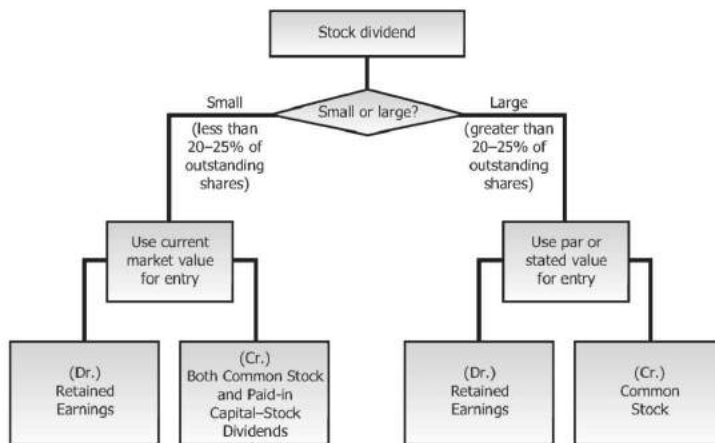 Stock dividend
Small or large?
Small
(less than
20–25% of
outstanding
shares)
Large
(greater than
20–25% of
outstanding
shares)
Use current
market value
for entry
Use par or
stated value
for entry
(Dr.)
Retained
Earnings
(Cr.)
Both Common Stock
and Paid-in
Capital–Stock
Dividends
(Dr.)
Retained
Earnings
(Cr.)
Common
Stock